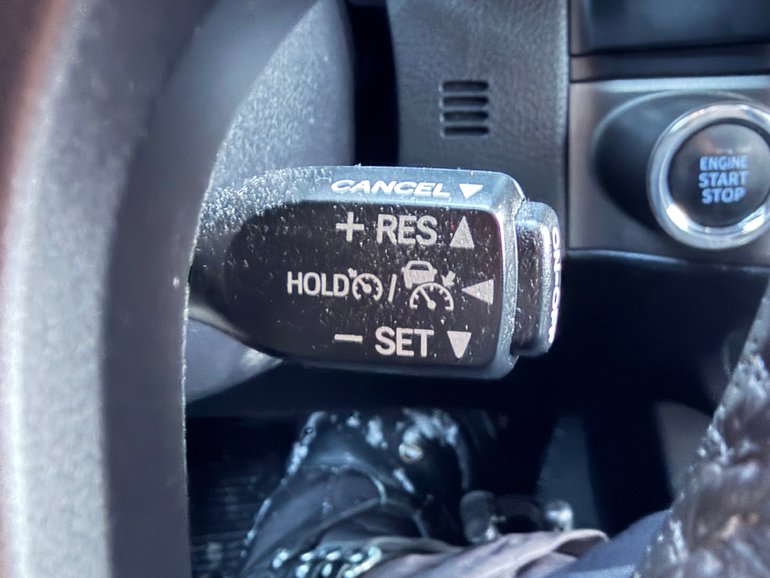 CANCEL ▼
+ RES ▲
HOLD / ◀
− SET ▼
ENGINE
START
STOP